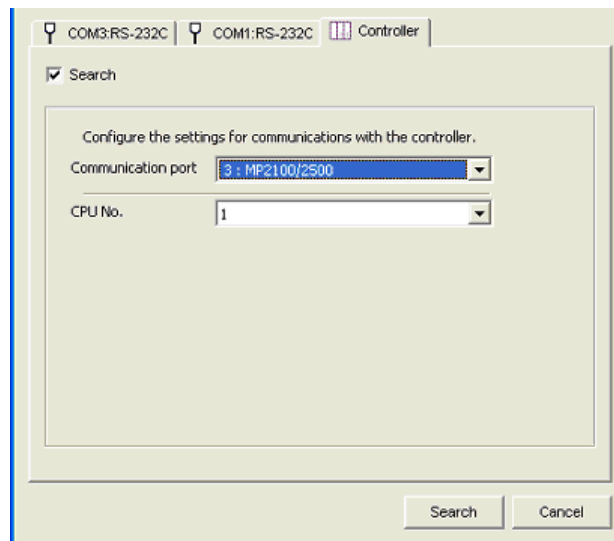 COM3:RS-232C COM1:RS-232C Controller
Search
Configure the settings for communications with the controller.
Communication port 3 : MP2100/2500
CPU No. 1
Search Cancel